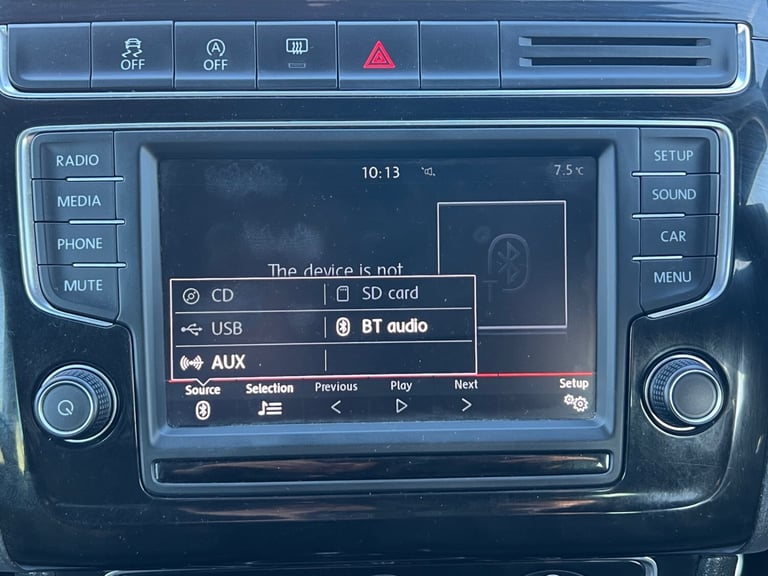 OFF
A
OFF
RADIO
MEDIA
PHONE
MUTE
SETUP
SOUND
CAR
MENU
10:13
7.5°C
The device is not
CD
SD card
USB
BT audio
AUX
Source
Selection
Previous
Play
Next
Setup